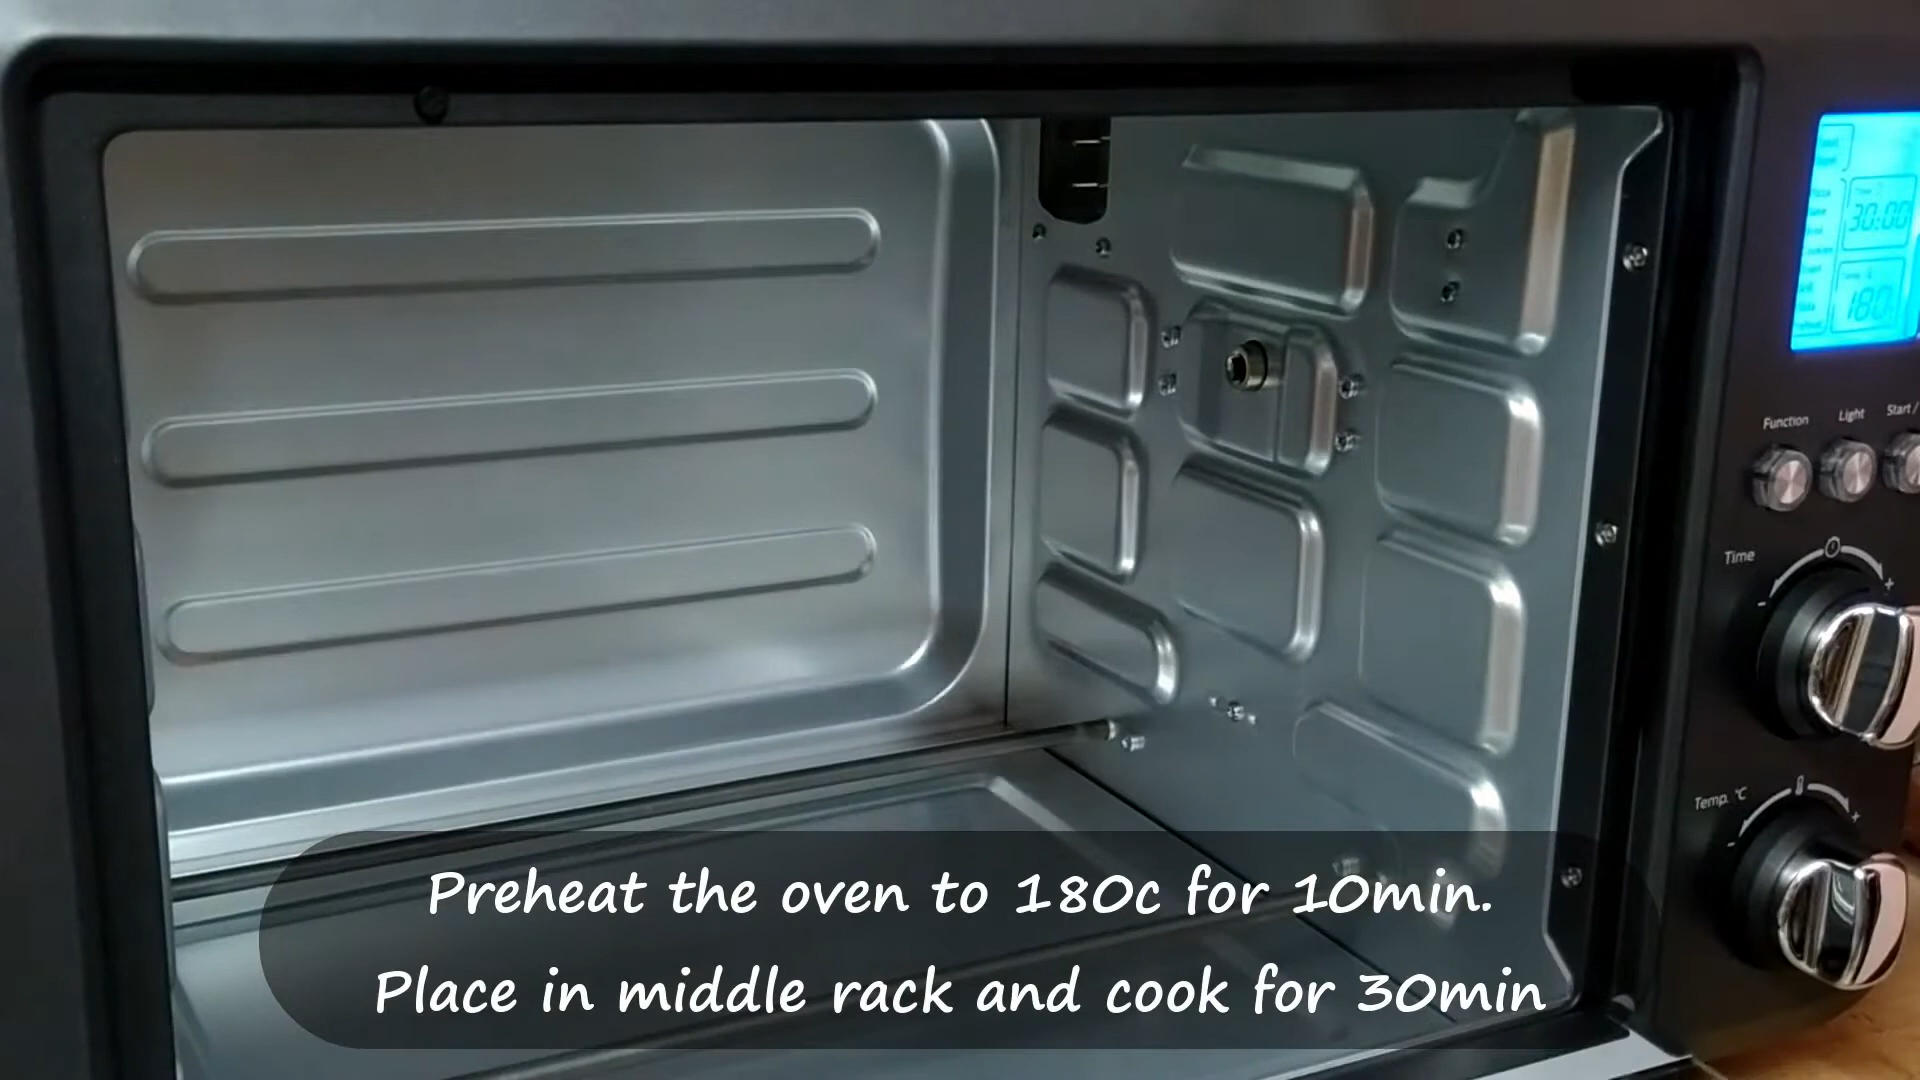 30:00
180
Function Light Start/
Time
Temp. °C
Preheat the oven to 180c for 10min.
Place in middle rack and cook for 30min